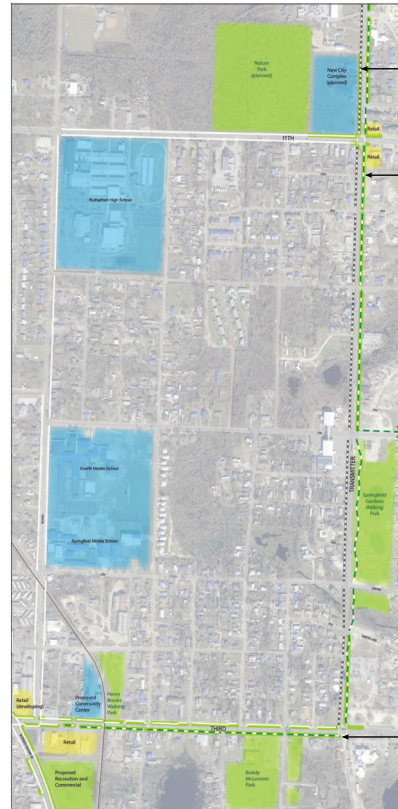 Nature
Park
(planned)
New City
Complex
(planned)
11TH
Retail
Retail
Rutherford High School
Everitt Middle School
Springfield Middle School
TRANSMITTER
Springfield
Gardens
Walking
Park
Retail
(developing)
Proposed
Community
Center
Henry
Brooks
Walking
Park
THIRD
Retail
Proposed
Recreation and
Commercial
Buddy
McLemore
Park